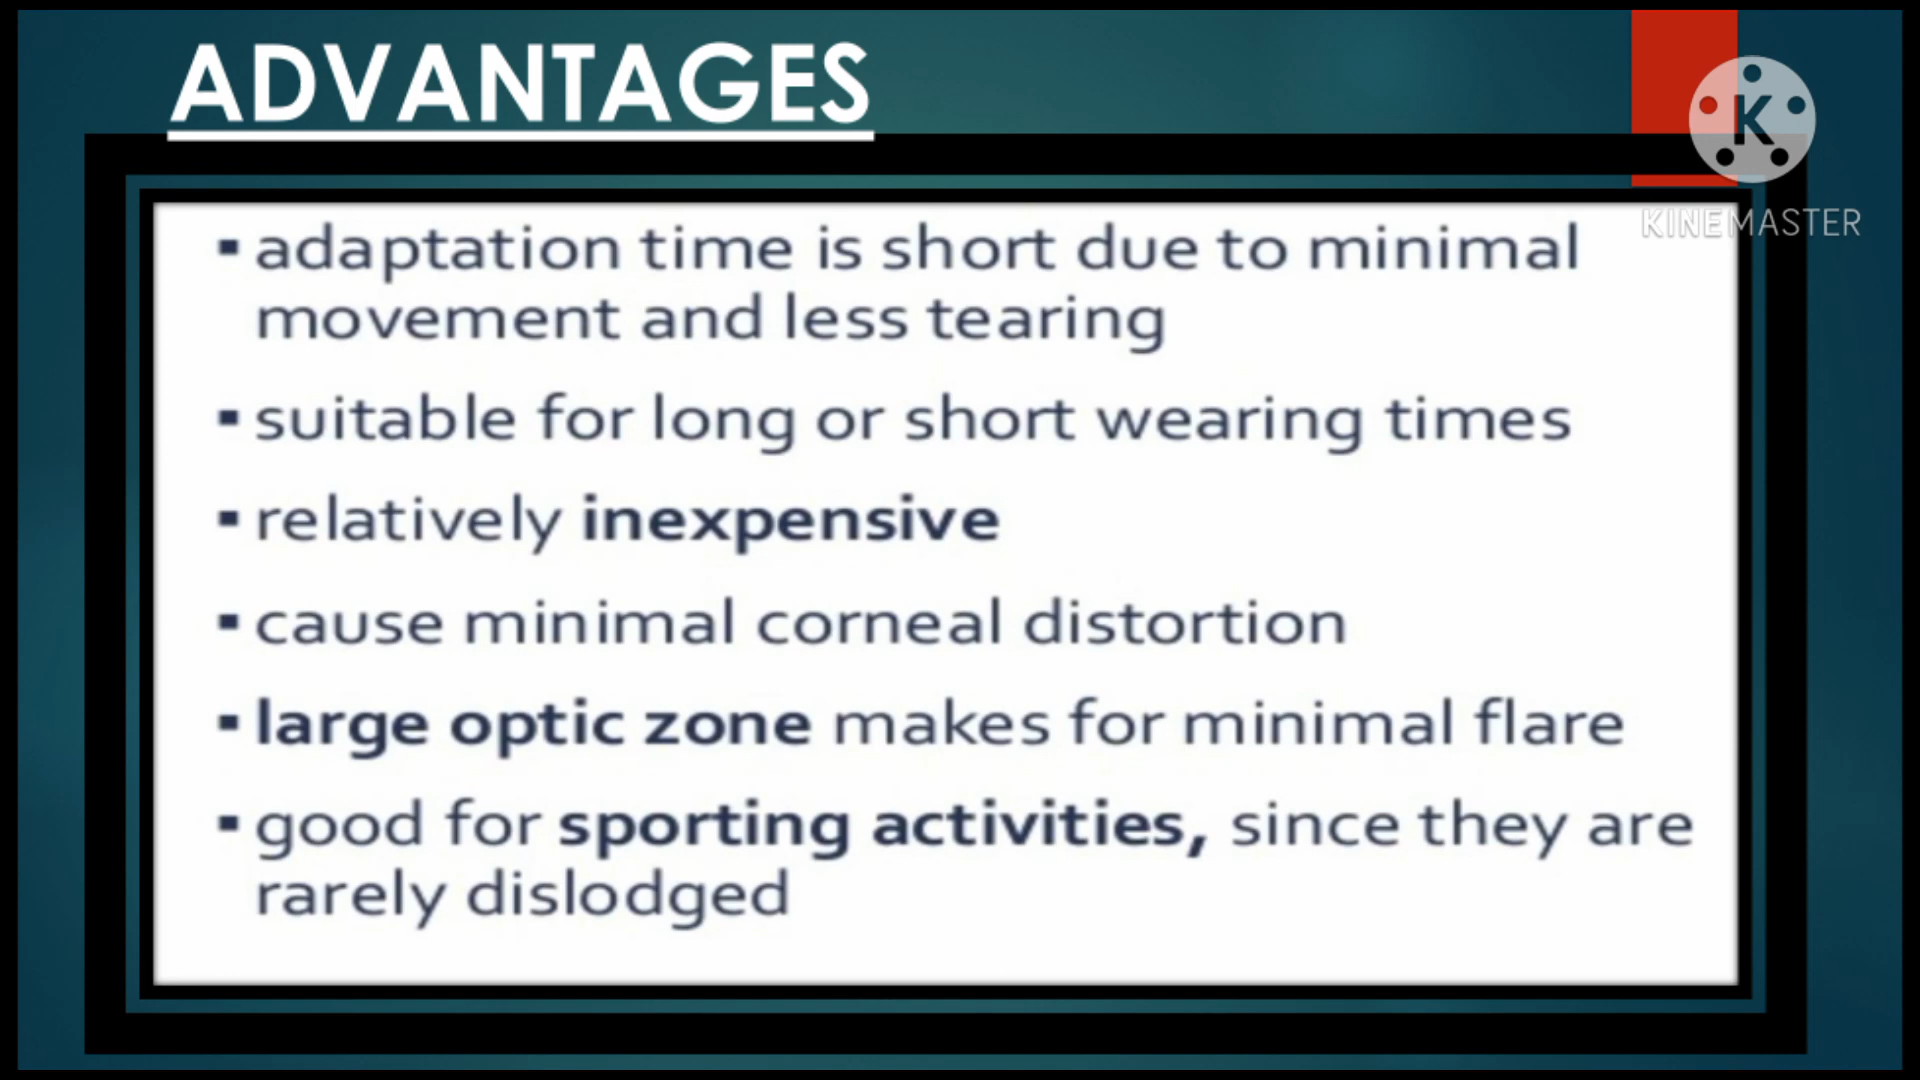 ADVANTAGES
K
KINEMASTER
▪ adaptation time is short due to minimal
movement and less tearing
▪ suitable for long or short wearing times
▪ relatively inexpensive
▪ cause minimal corneal distortion
▪ large optic zone makes for minimal flare
▪ good for sporting activities, since they are
rarely dislodged